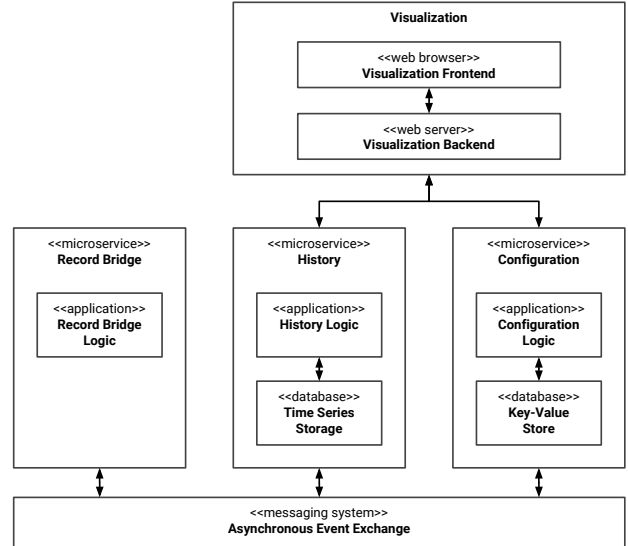 Visualization
<<web browser>>
Visualization Frontend
<<web server>>
Visualization Backend
<<microservice>>
Record Bridge
<<application>>
Record Bridge
Logic
<<microservice>>
History
<<application>>
History Logic
<<database>>
Time Series
Storage
<<microservice>>
Configuration
<<application>>
Configuration
Logic
<<database>>
Key-Value
Store
<<messaging system>>
Asynchronous Event Exchange